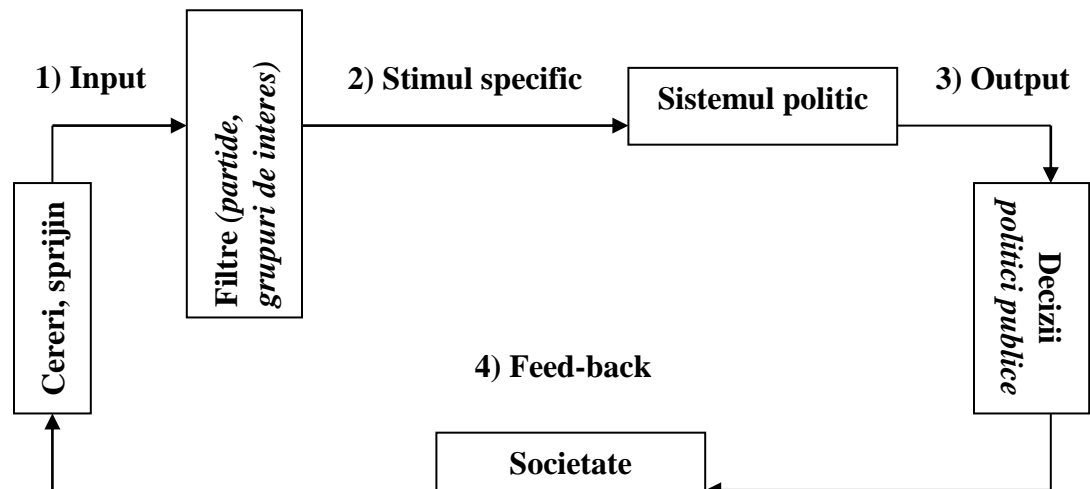 1) Input
2) Stimul specific
3) Output
Cereri, sprijin
Filtre (partide,
grupuri de interes)
Sistemul politic
Decizii
politici publice
4) Feed-back
Societate